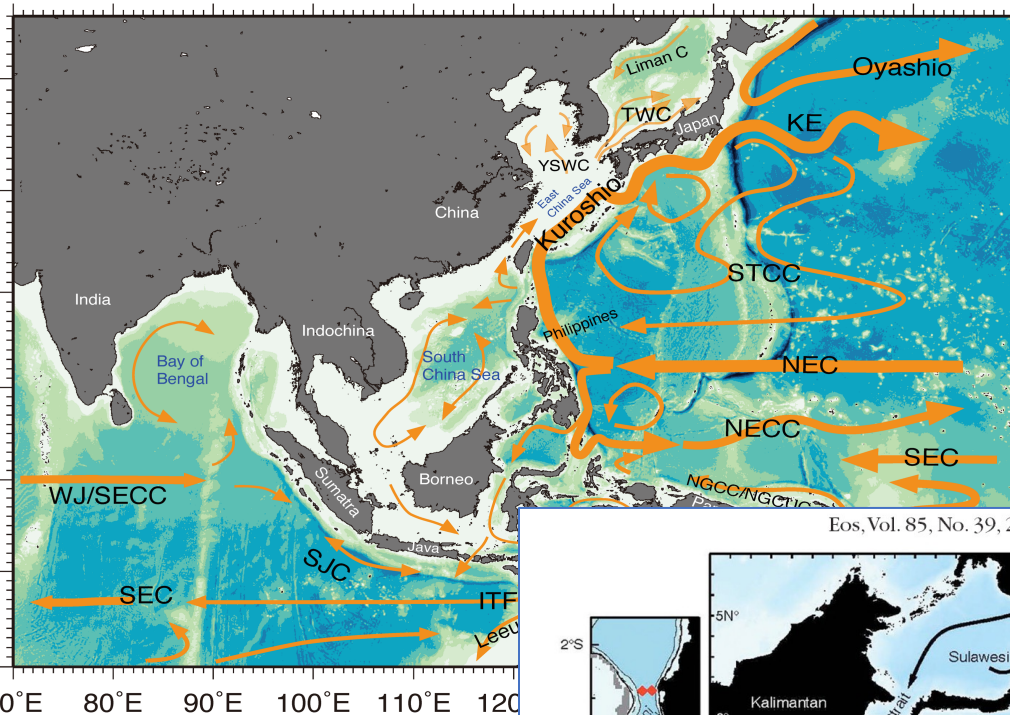 Liman C
Oyashio
TWC
Japan
KE
YSWC
East
China Sea
Kuroshio
China
STCC
India
Indochina
Philippines
Bay of
Bengal
South
China Sea
NEC
NECC
SEC
Borneo
Sumatra
WJ/SECC
NGCC/NGCUC
Java
SJC
SEC
ITF
Eos, Vol. 85, No. 39, 2
5N°
2°S
Sulawesi
Kalimantan
0°E 80°E 90°E 100°E 110°E 120